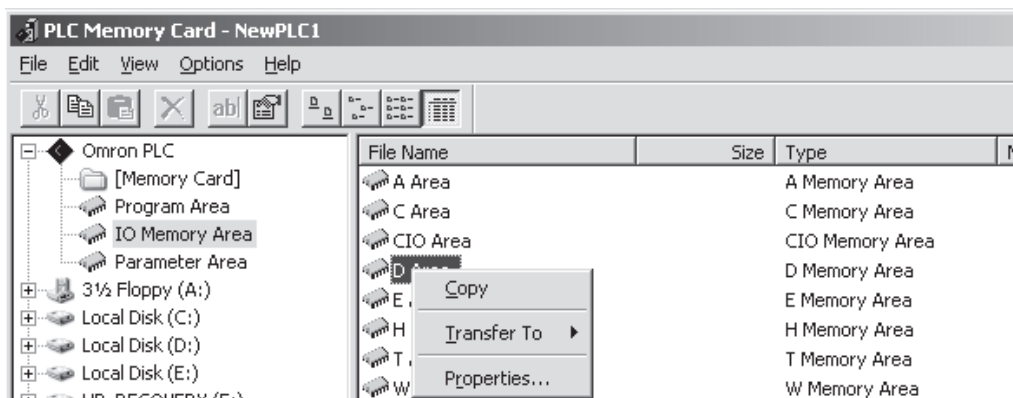 PLC Memory Card - NewPLC1
File Edit View Options Help
ab
Omron PLC
[Memory Card]
Program Area
IO Memory Area
Parameter Area
3½ Floppy (A:)
Local Disk (C:)
Local Disk (D:)
Local Disk (E:)
File Name Size Type
A Area A Memory Area
C Area C Memory Area
CIO Area CIO Memory Area
D Area D Memory Area
E E Memory Area
H H Memory Area
T T Memory Area
W W Memory Area
Copy
Transfer To
Properties...